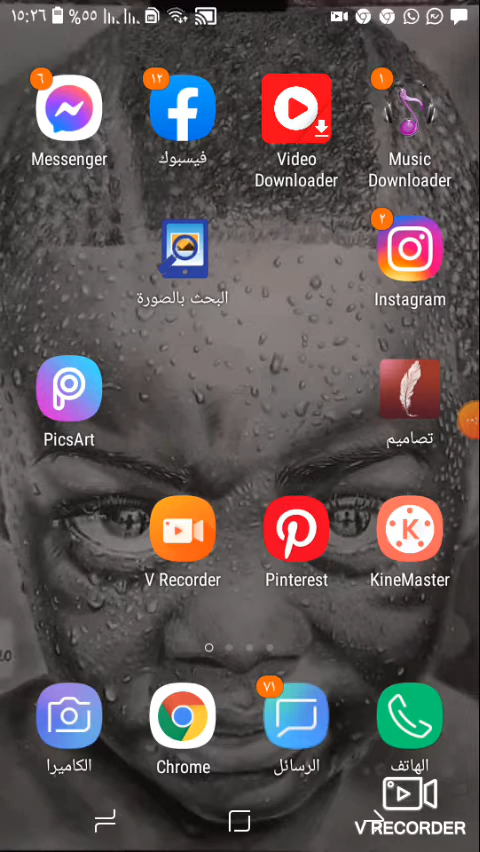 ١٥:٢٦ %٥٥
٦ ١٢ ١
Messenger فيسبوك Video Downloader Music Downloader
٢
البحث بالصورة Instagram
PicsArt تصاميم
V Recorder Pinterest KineMaster
٧١
الكاميرا Chrome الرسائل الهاتف
V RECORDER